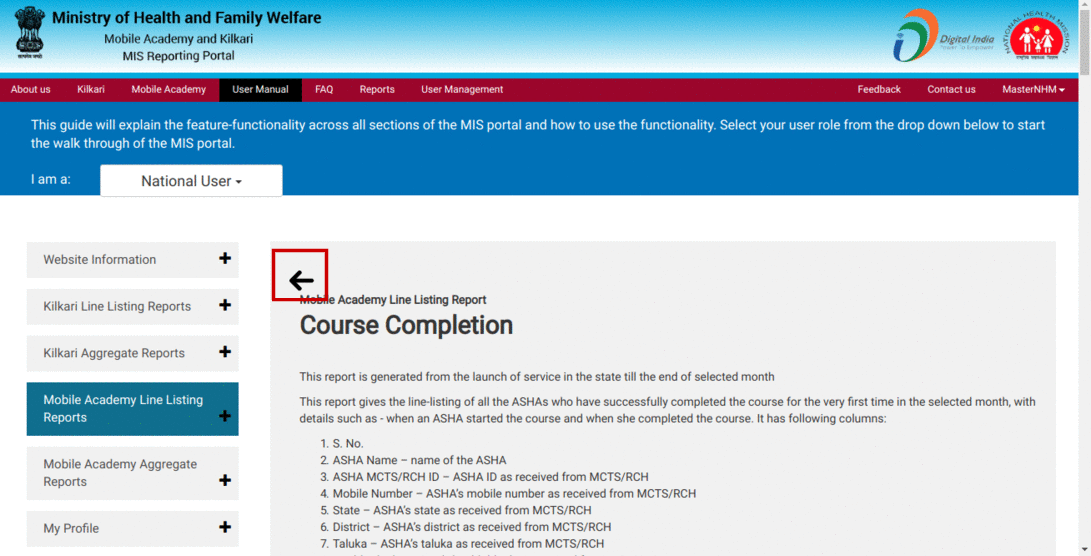 Ministry of Health and Family Welfare
Mobile Academy and Kilkari
MIS Reporting Portal
Digital India
Power To Empower
NATIONAL HEALTH MISSION
About us Kilkari Mobile Academy User Manual FAQ Reports User Management Feedback Contact us MasterNHM
This guide will explain the feature-functionality across all sections of the MIS portal and how to use the functionality. Select your user role from the drop down below to start
the walk through of the MIS portal.
I am a: National User
Website Information
Kilkari Line Listing Reports
Kilkari Aggregate Reports
Mobile Academy Line Listing
Reports
Mobile Academy Aggregate
Reports
My Profile
Mobile Academy Line Listing Report
Course Completion
This report is generated from the launch of service in the state till the end of selected month
This report gives the line-listing of all the ASHAs who have successfully completed the course for the very first time in the selected month, with
details such as - when an ASHA started the course and when she completed the course. It has following columns:
1. S. No.
2. ASHA Name – name of the ASHA
3. ASHA MCTS/RCH ID – ASHA ID as received from MCTS/RCH
4. Mobile Number – ASHA's mobile number as received from MCTS/RCH
5. State – ASHA's state as received from MCTS/RCH
6. District – ASHA's district as received from MCTS/RCH
7. Taluka – ASHA's taluka as received from MCTS/RCH